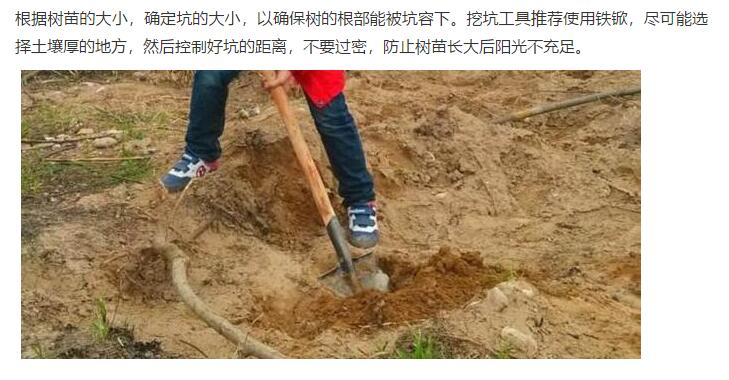 根据树苗的大小，确定坑的大小，以确保树的根部能被坑容下。挖坑工具推荐使用铁锨，尽可能选
择土壤厚的地方，然后控制好坑的距离，不要过密，防止树苗长大后阳光不充足。